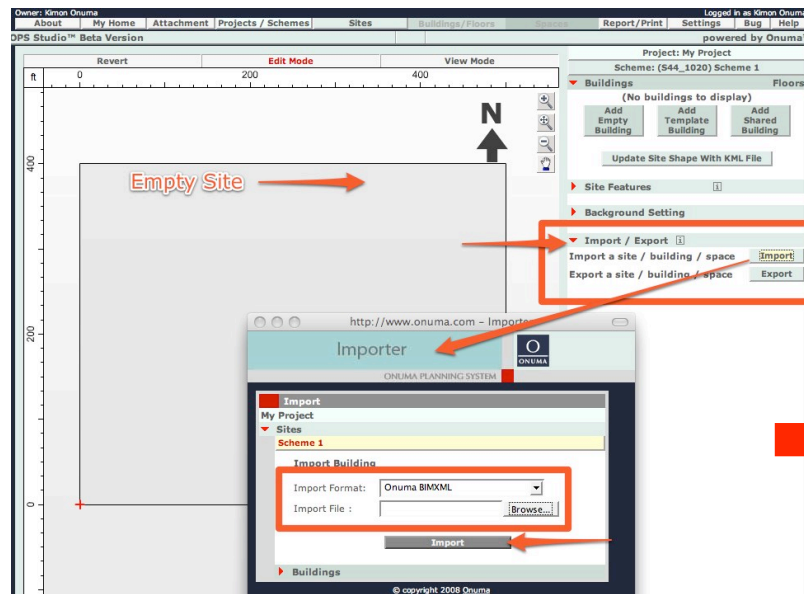 Owner: Kimon Onuma Logged in as Kimon Onuma
About My Home Attachment Projects / Schemes Sites Buildings/Floors Spaces Report/Print Settings Bug Help
OPS Studio™ Beta Version powered by Onuma
Revert Edit Mode View Mode
ft 0 200 400
Project: My Project
Scheme: (S44_1020) Scheme 1
Buildings Floors
(No buildings to display)
Add Empty Building
Add Template Building
Add Shared Building
Update Site Shape With KML File
N
400
Empty Site
Site Features i
Background Setting
Import / Export i
Import a site / building / space Import
Export a site / building / space Export
200
http://www.onuma.com – Importer
Importer
O
ONUMA
ONUMA PLANNING SYSTEM
Import
My Project
Sites
Scheme 1
Import Building
Import Format: Onuma BIMXML
Import File : Browse...
Import
Buildings
© copyright 2008 Onuma
0